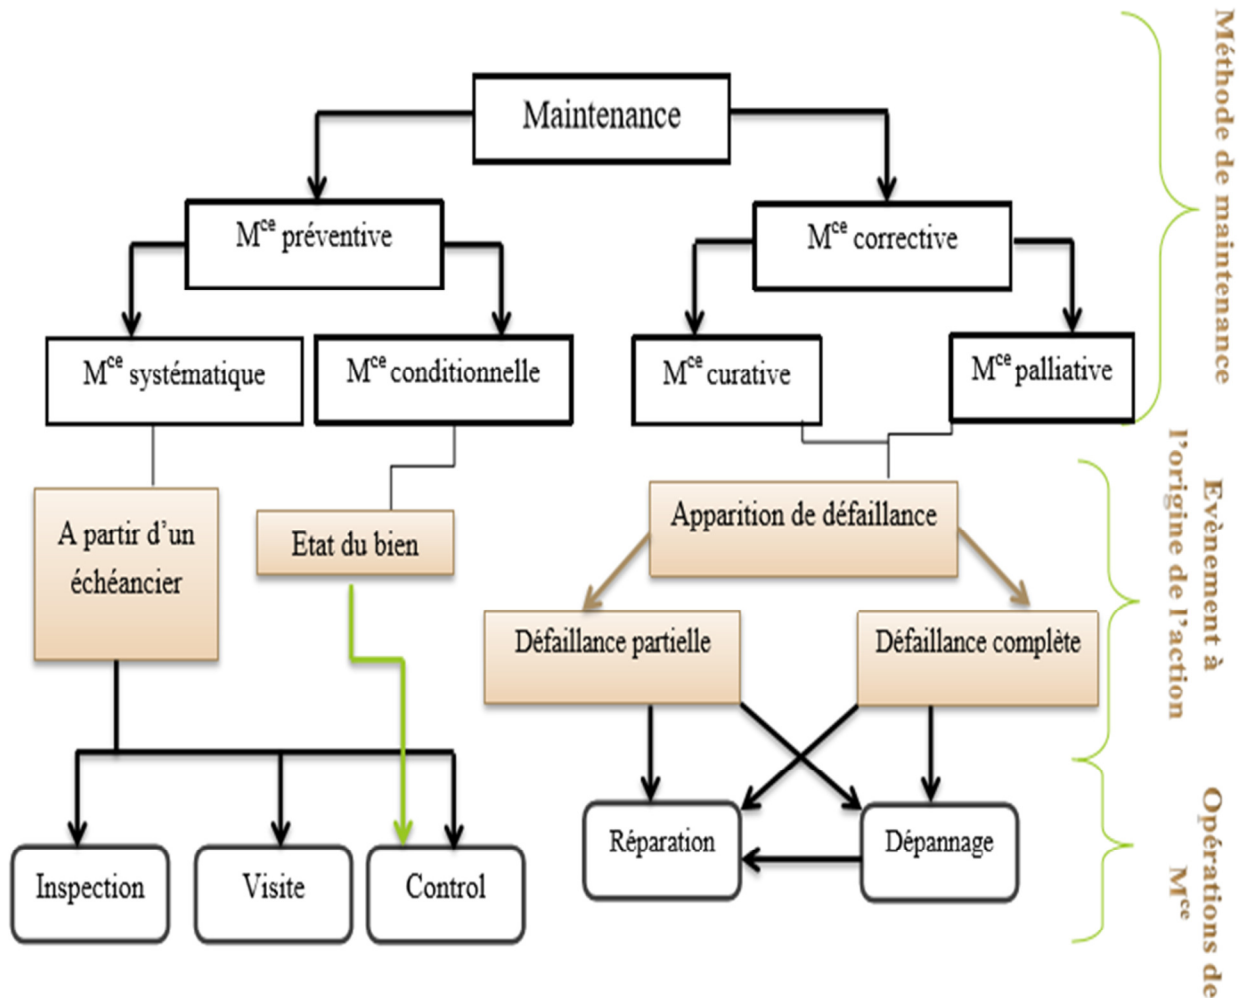 Maintenance
Mce préventive
Mce corrective
Mce systématique
Mce conditionnelle
Mce curative
Mce palliative
Méthode de maintenance
A partir d’un
échéancier
Etat du bien
Apparition de défaillance
Défaillance partielle
Défaillance complète
Evènement à
l’origine de l’action
Inspection
Visite
Control
Réparation
Dépannage
Opérations de
Mce